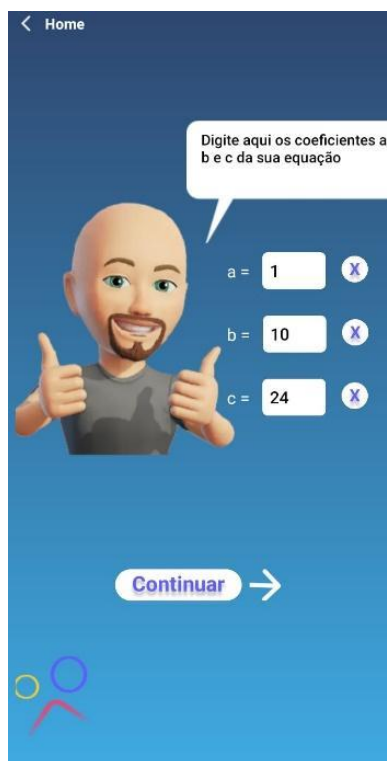 Home
Digite aqui os coeficientes a
b e c da sua equação
a = 1 X
b = 10 X
c = 24 X
Continuar